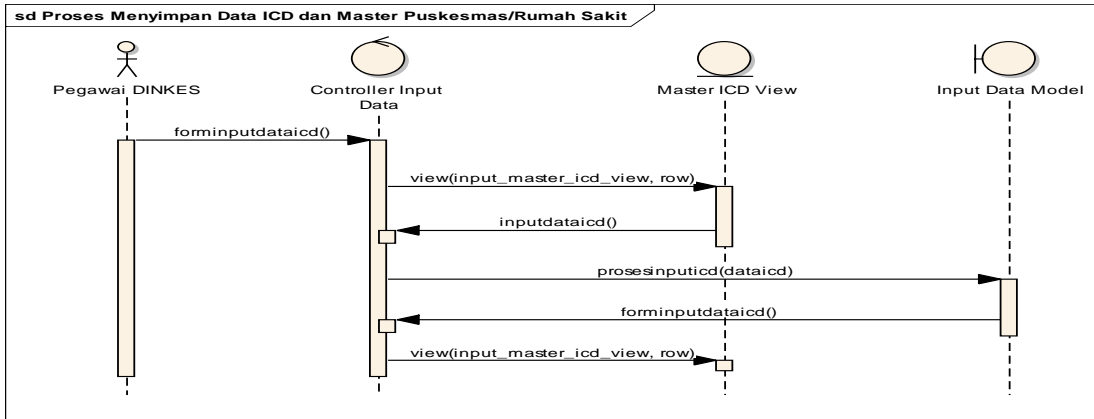 sd Proses Menyimpan Data ICD dan Master Puskesmas/Rumah Sakit
Pegawai DINKES
Controller Input
Data
Master ICD View
Input Data Model
forminputdataicd()
view(input_master_icd_view, row)
inputdataicd()
prosesinputicd(dataicd)
forminputdataicd()
view(input_master_icd_view, row)